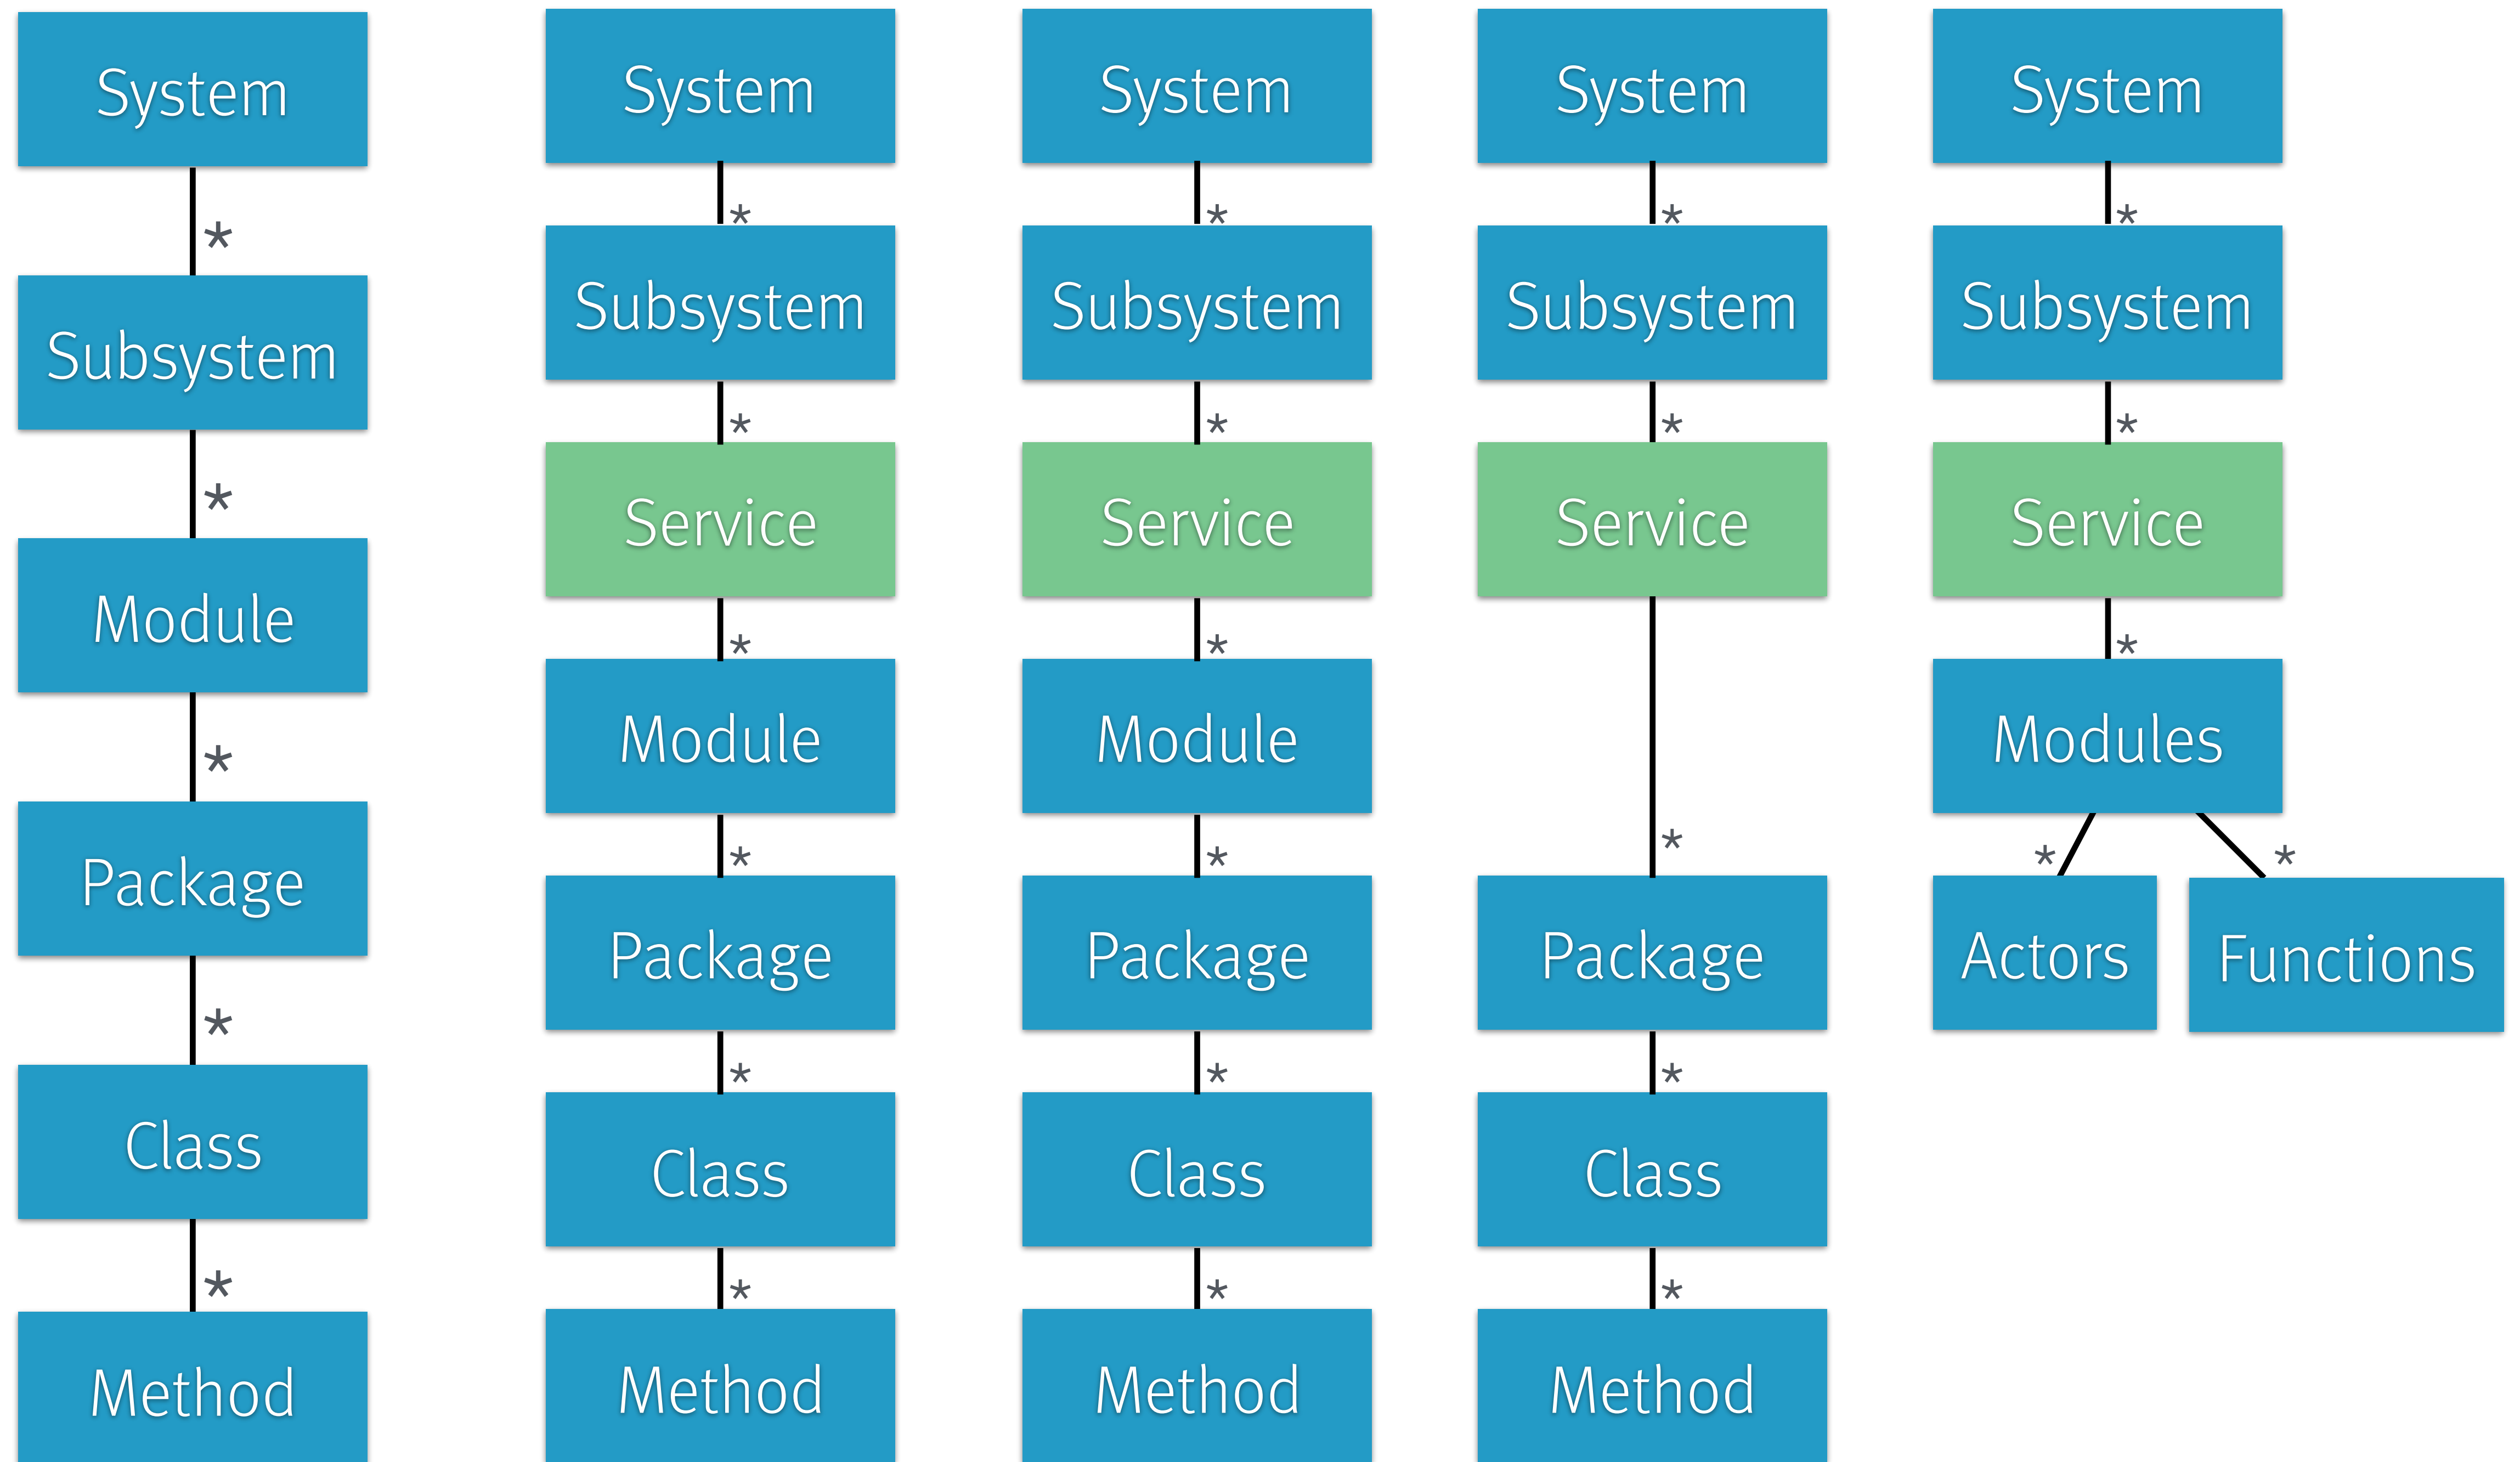 System
*
Subsystem
*
Module
*
Package
*
Class
*
Method
System
*
Subsystem
*
Service
*
Module
*
Package
*
Class
*
Method
System
*
Subsystem
*
Service
*
Module
*
Package
*
Class
*
Method
System
*
Subsystem
*
Service
*
Package
*
Class
*
Method
System
*
Subsystem
*
Service
*
Modules
* *
Actors Functions